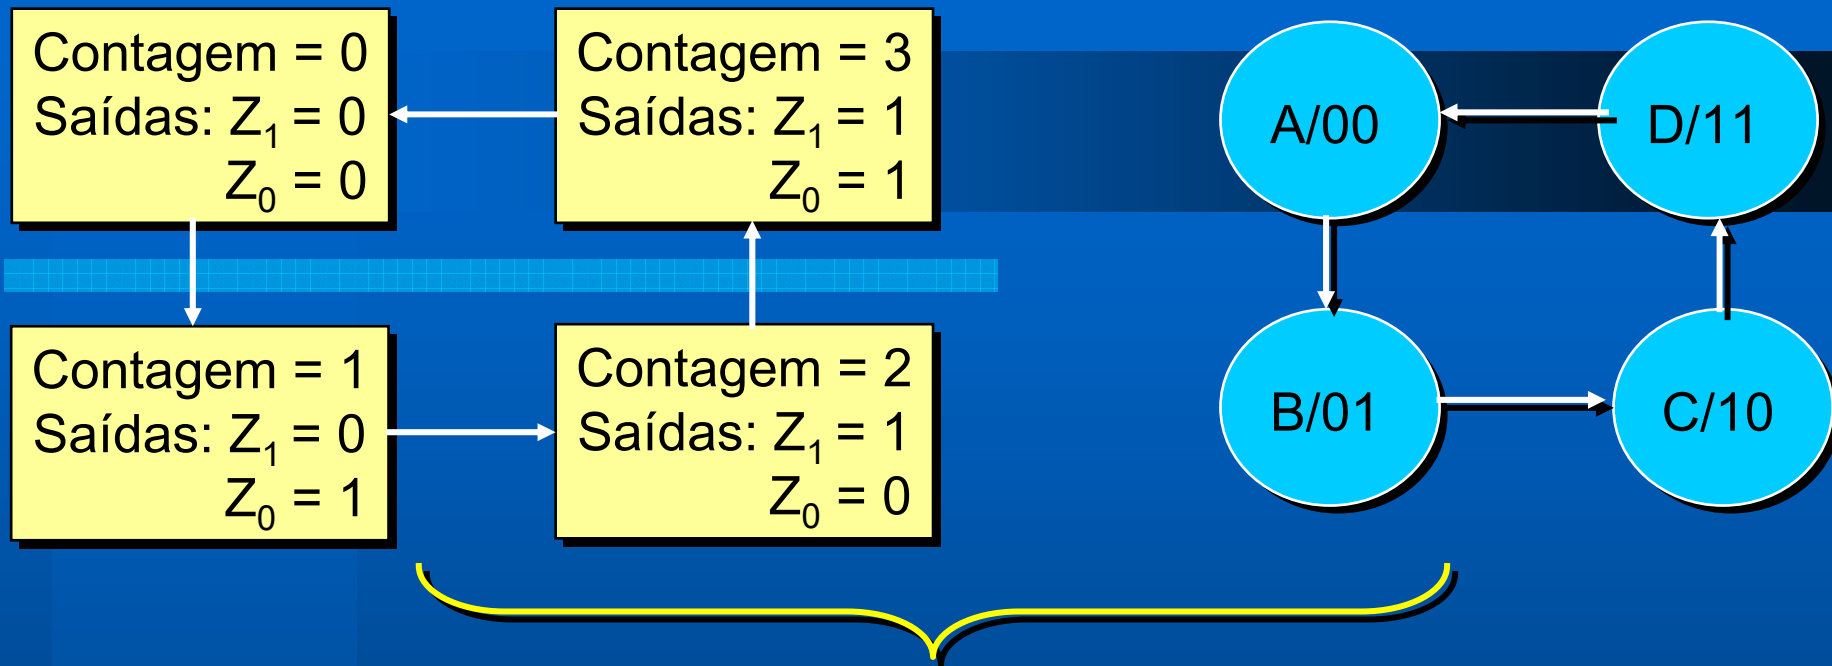 Contagem = 0
Saídas: Z₁ = 0
Z₀ = 0
Contagem = 3
Saídas: Z₁ = 1
Z₀ = 1
Contagem = 1
Saídas: Z₁ = 0
Z₀ = 1
Contagem = 2
Saídas: Z₁ = 1
Z₀ = 0
A/00
D/11
B/01
C/10